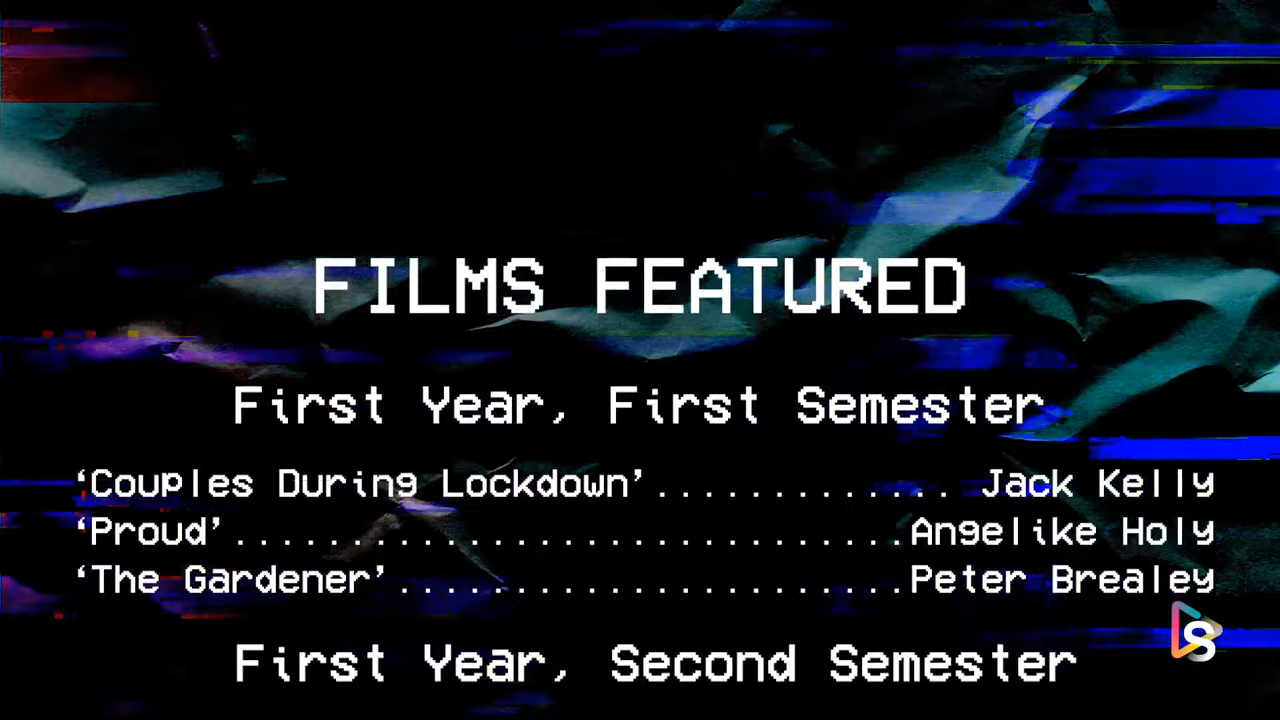 FILMS FEATURED
First Year, First Semester
‘Couples During Lockdown’............. Jack Kelly
‘Proud’.............................Angelike Holy
‘The Gardener’ ......................Peter Brealey
S
First Year, Second Semester